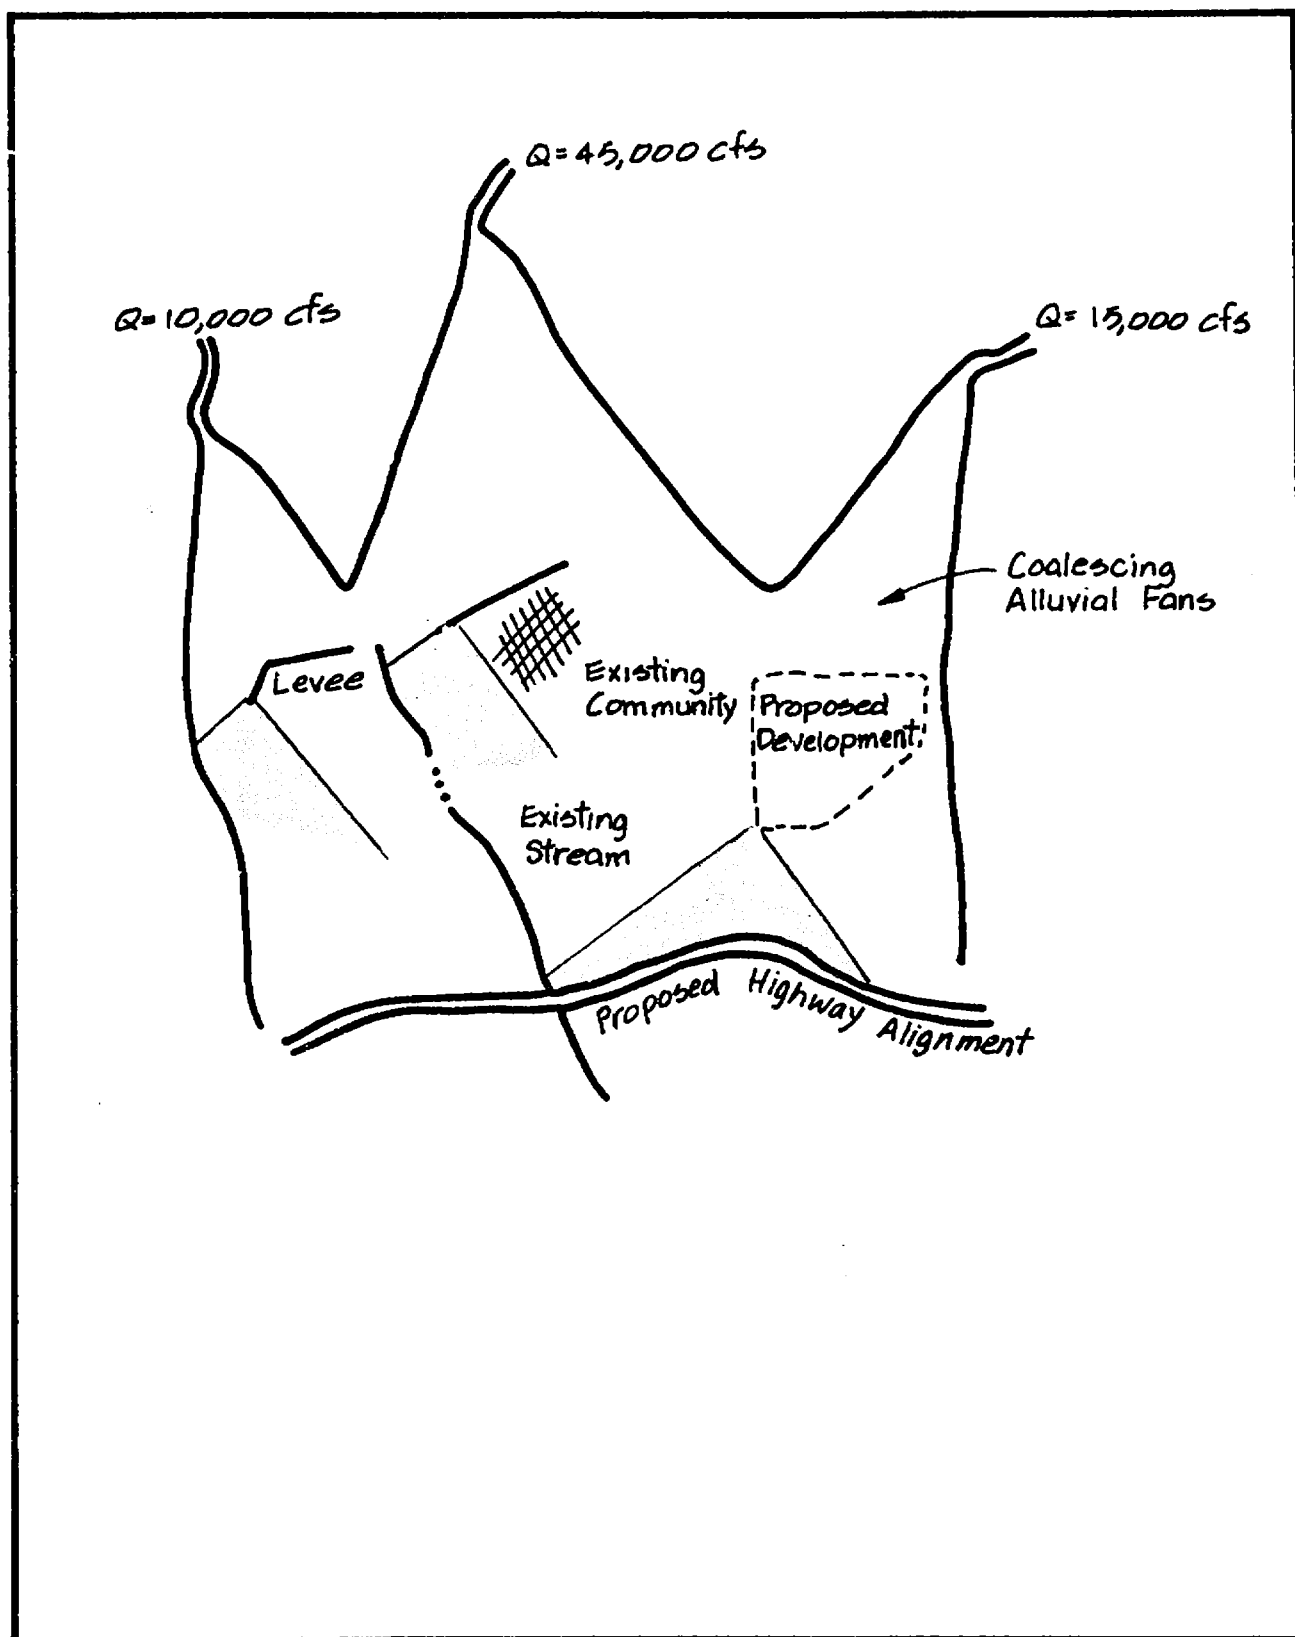 Q=45,000 cfs
Q=10,000 cfs
Q=15,000 cfs
Coalescing
Alluvial Fans
Levee
Existing
Community
Proposed
Development
Existing
Stream
Proposed Highway Alignment